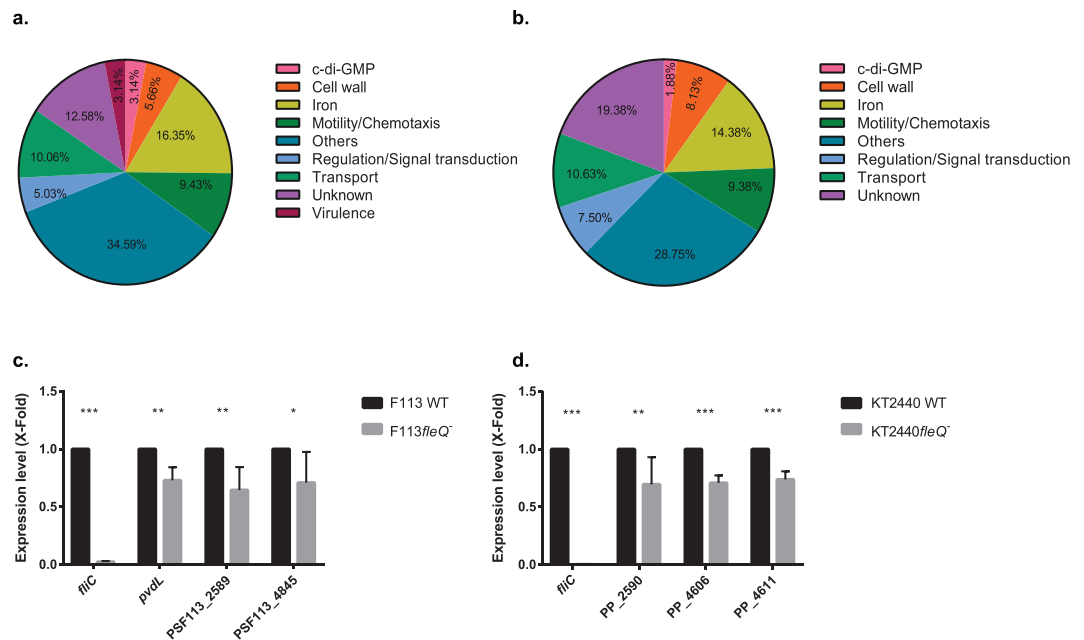 a.
3.14%
3.14%
5.66%
16.35%
9.43%
34.59%
5.03%
10.06%
12.58%
c-di-GMP
Cell wall
Iron
Motility/Chemotaxis
Others
Regulation/Signal transduction
Transport
Unknown
Virulence
b.
1.88%
8.13%
14.38%
9.38%
28.75%
7.50%
10.63%
19.38%
c-di-GMP
Cell wall
Iron
Motility/Chemotaxis
Others
Regulation/Signal transduction
Transport
Unknown
c.
Expression level (X-Fold)
1.5
1.0
0.5
0.0
*** ** ** *
fliC
pvdL
PSF113_2589
PSF113_4845
F113 WT
F113fleQ-
d.
Expression level (X-Fold)
1.5
1.0
0.5
0.0
*** ** *** ***
fliC
PP_2590
PP_4606
PP_4611
KT2440 WT
KT2440fleQ-